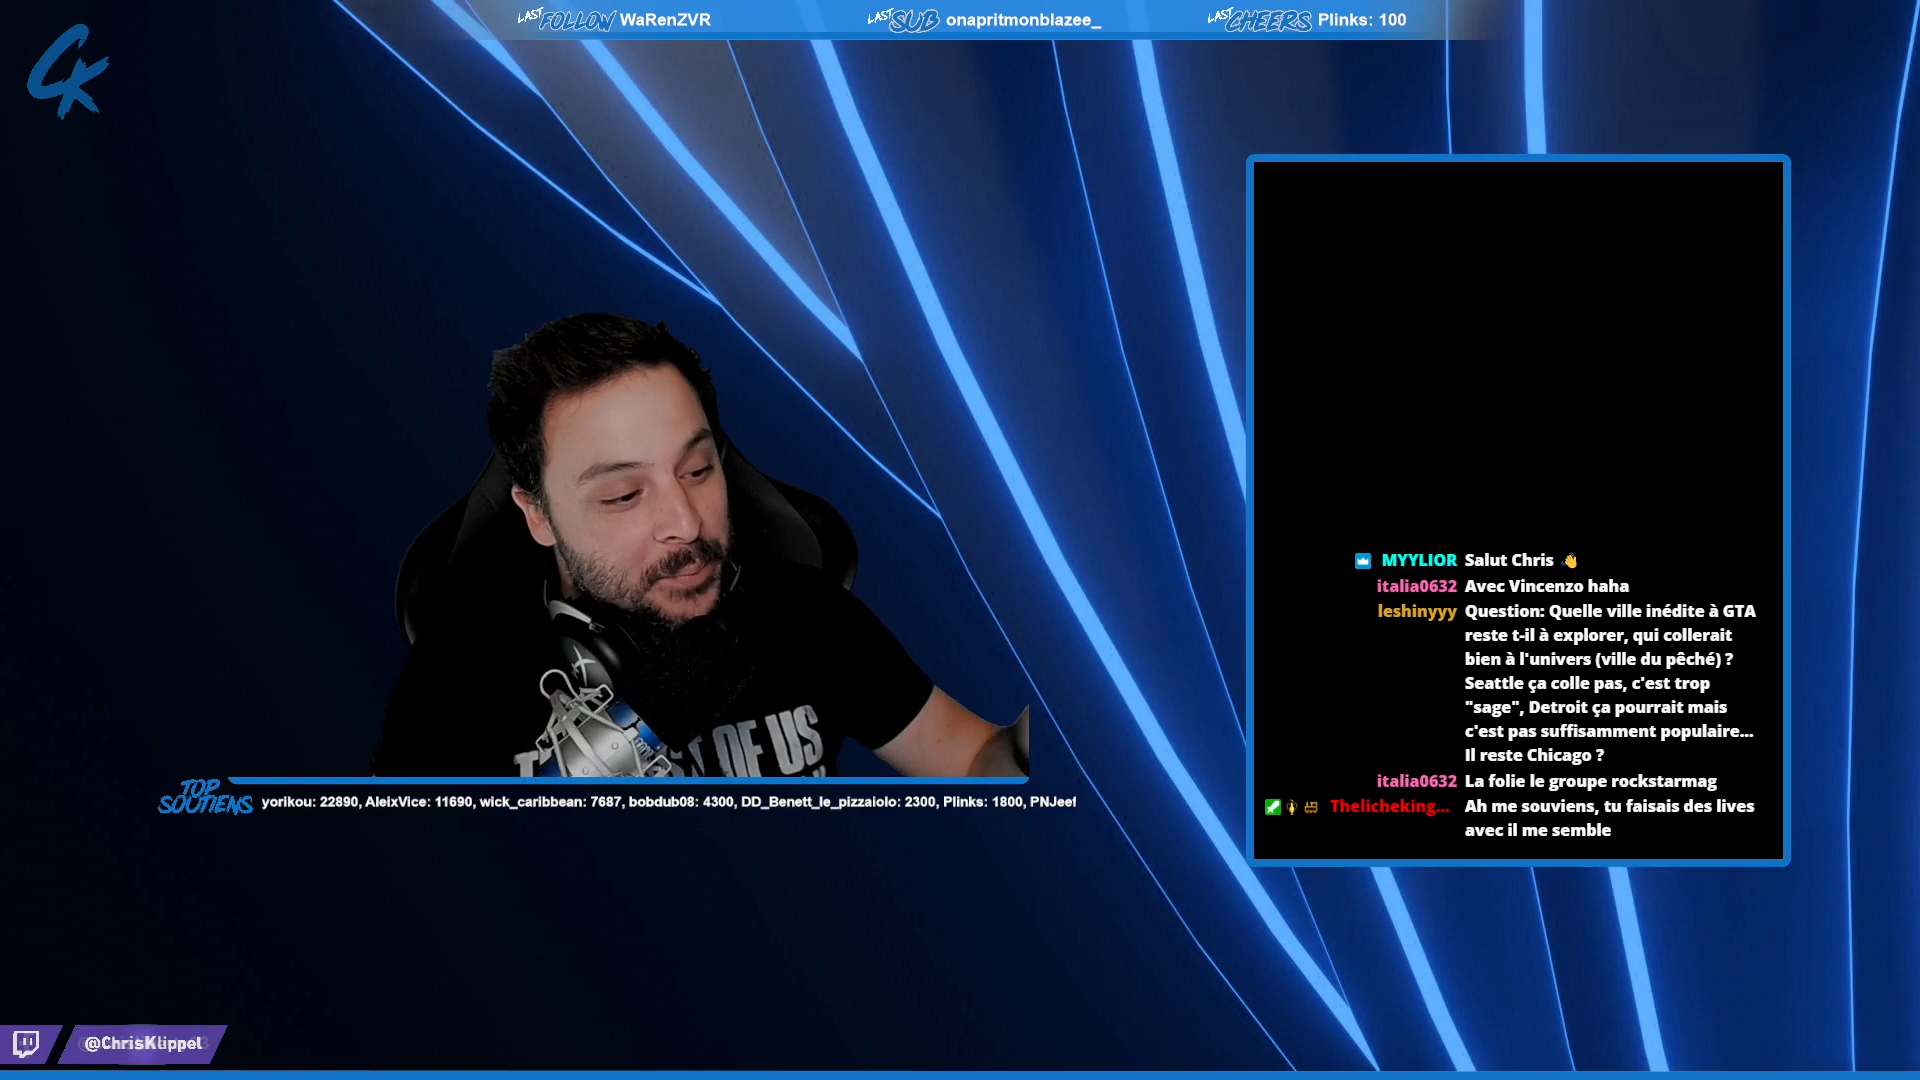 LAST FOLLOW WaRenZVR
LAST SUB onapritmonblazee_
LAST CHEERS Plinks: 100
CK
MYYLIOR Salut Chris 👋
italia0632 Avec Vincenzo haha
leshinyyy Question: Quelle ville inédite à GTA
reste t-il à explorer, qui collerait
bien à l'univers (ville du pêché) ?
Seattle ça colle pas, c'est trop
"sage", Detroit ça pourrait mais
c'est pas suffisamment populaire...
Il reste Chicago ?
italia0632 La folie le groupe rockstarmag
Thelicheking... Ah me souviens, tu faisais des lives
avec il me semble
OF US
TOP
SOUTIENS
yorikou: 22890, AleixVice: 11690, wick_caribbean: 7687, bobdub08: 4300, DD_Benett_le_pizzaiolo: 2300, Plinks: 1800, PNJeef
@ChrisKlippel